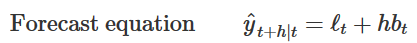 Forecast equation ŷ_{t+h|t} = ℓ_t + hb_t